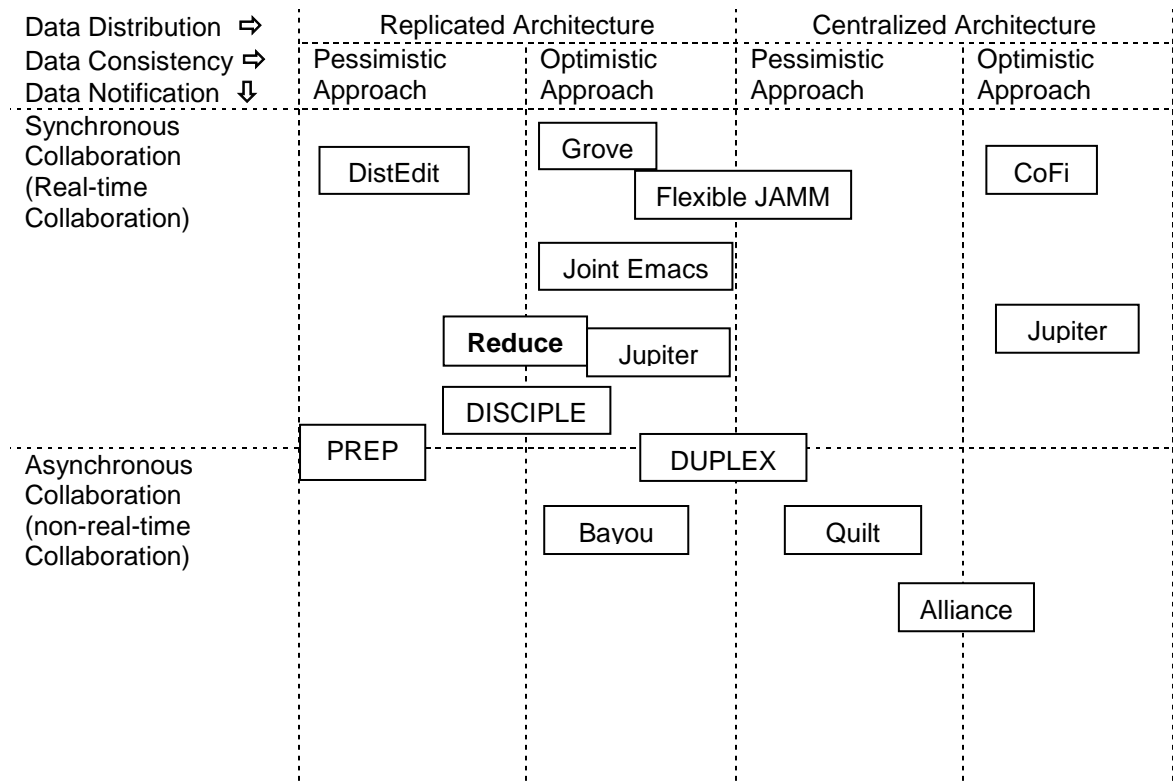 Data Distribution ⇨
Replicated Architecture
Centralized Architecture
Data Consistency ⇨
Data Notification ⇩
Pessimistic
Approach
Optimistic
Approach
Pessimistic
Approach
Optimistic
Approach
Synchronous
Collaboration
(Real-time
Collaboration)
DistEdit
Grove
CoFi
Flexible JAMM
Joint Emacs
Reduce
Jupiter
Jupiter
DISCIPLE
PREP
DUPLEX
Asynchronous
Collaboration
(non-real-time
Collaboration)
Bayou
Quilt
Alliance